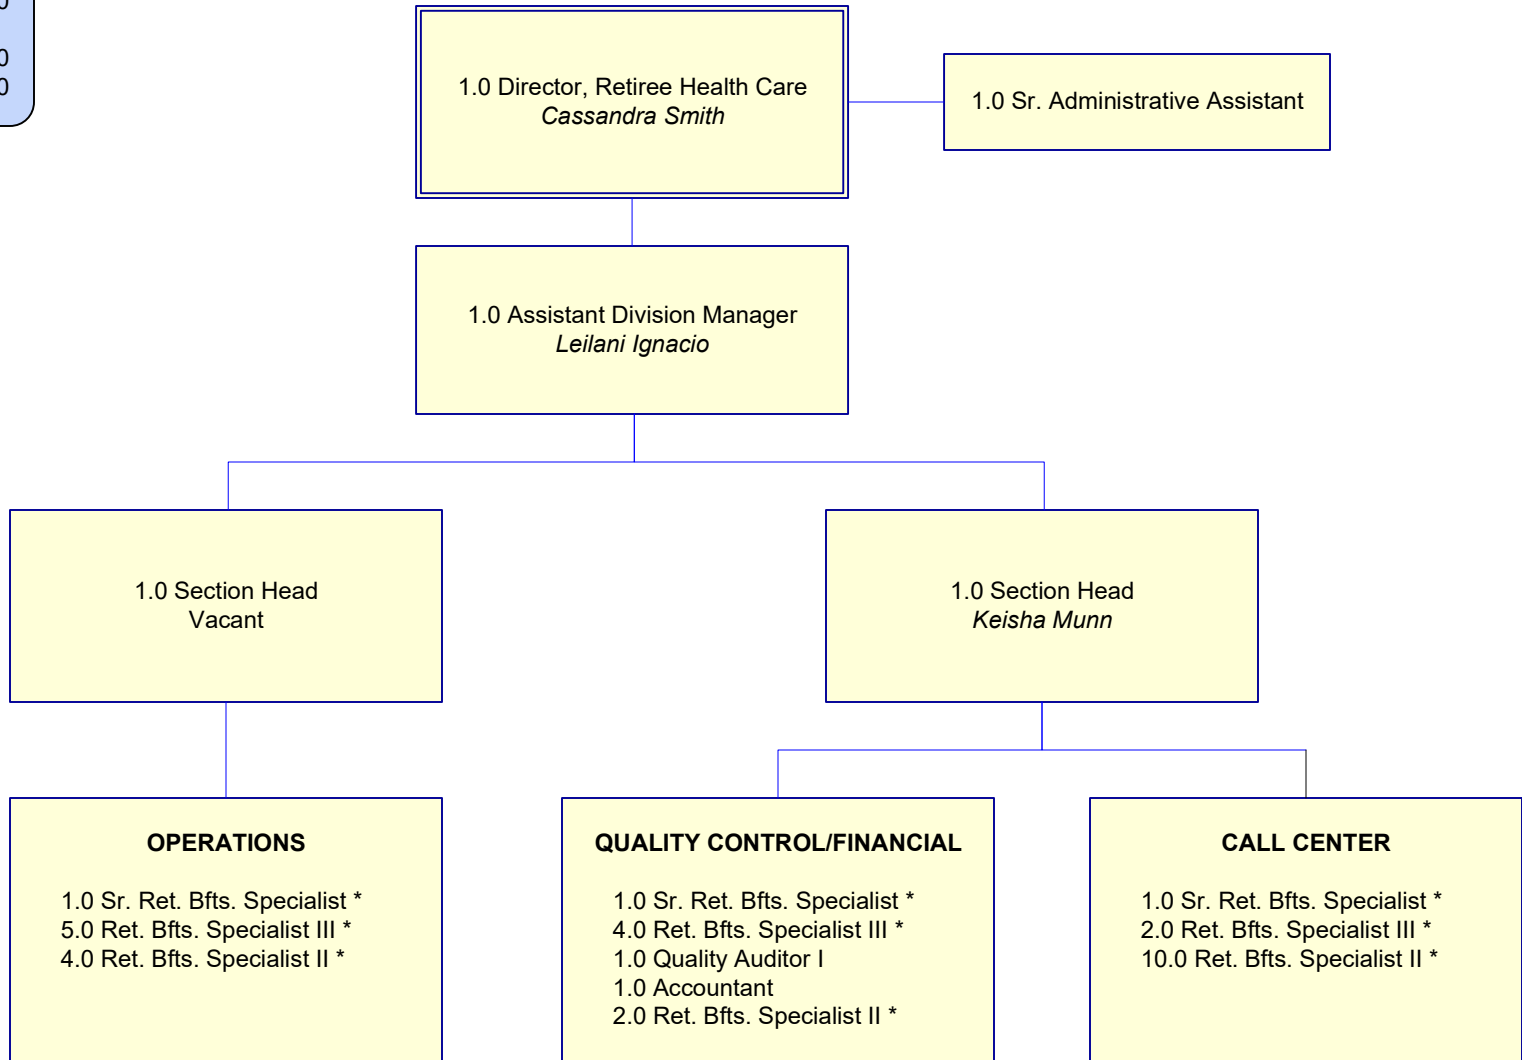 0
0
0
1.0 Director, Retiree Health Care
Cassandra Smith
1.0 Sr. Administrative Assistant
1.0 Assistant Division Manager
Leilani Ignacio
1.0 Section Head
Vacant
1.0 Section Head
Keisha Munn
OPERATIONS
1.0 Sr. Ret. Bfts. Specialist *
5.0 Ret. Bfts. Specialist III *
4.0 Ret. Bfts. Specialist II *
QUALITY CONTROL/FINANCIAL
1.0 Sr. Ret. Bfts. Specialist *
4.0 Ret. Bfts. Specialist III *
1.0 Quality Auditor I
1.0 Accountant
2.0 Ret. Bfts. Specialist II *
CALL CENTER
1.0 Sr. Ret. Bfts. Specialist *
2.0 Ret. Bfts. Specialist III *
10.0 Ret. Bfts. Specialist II *